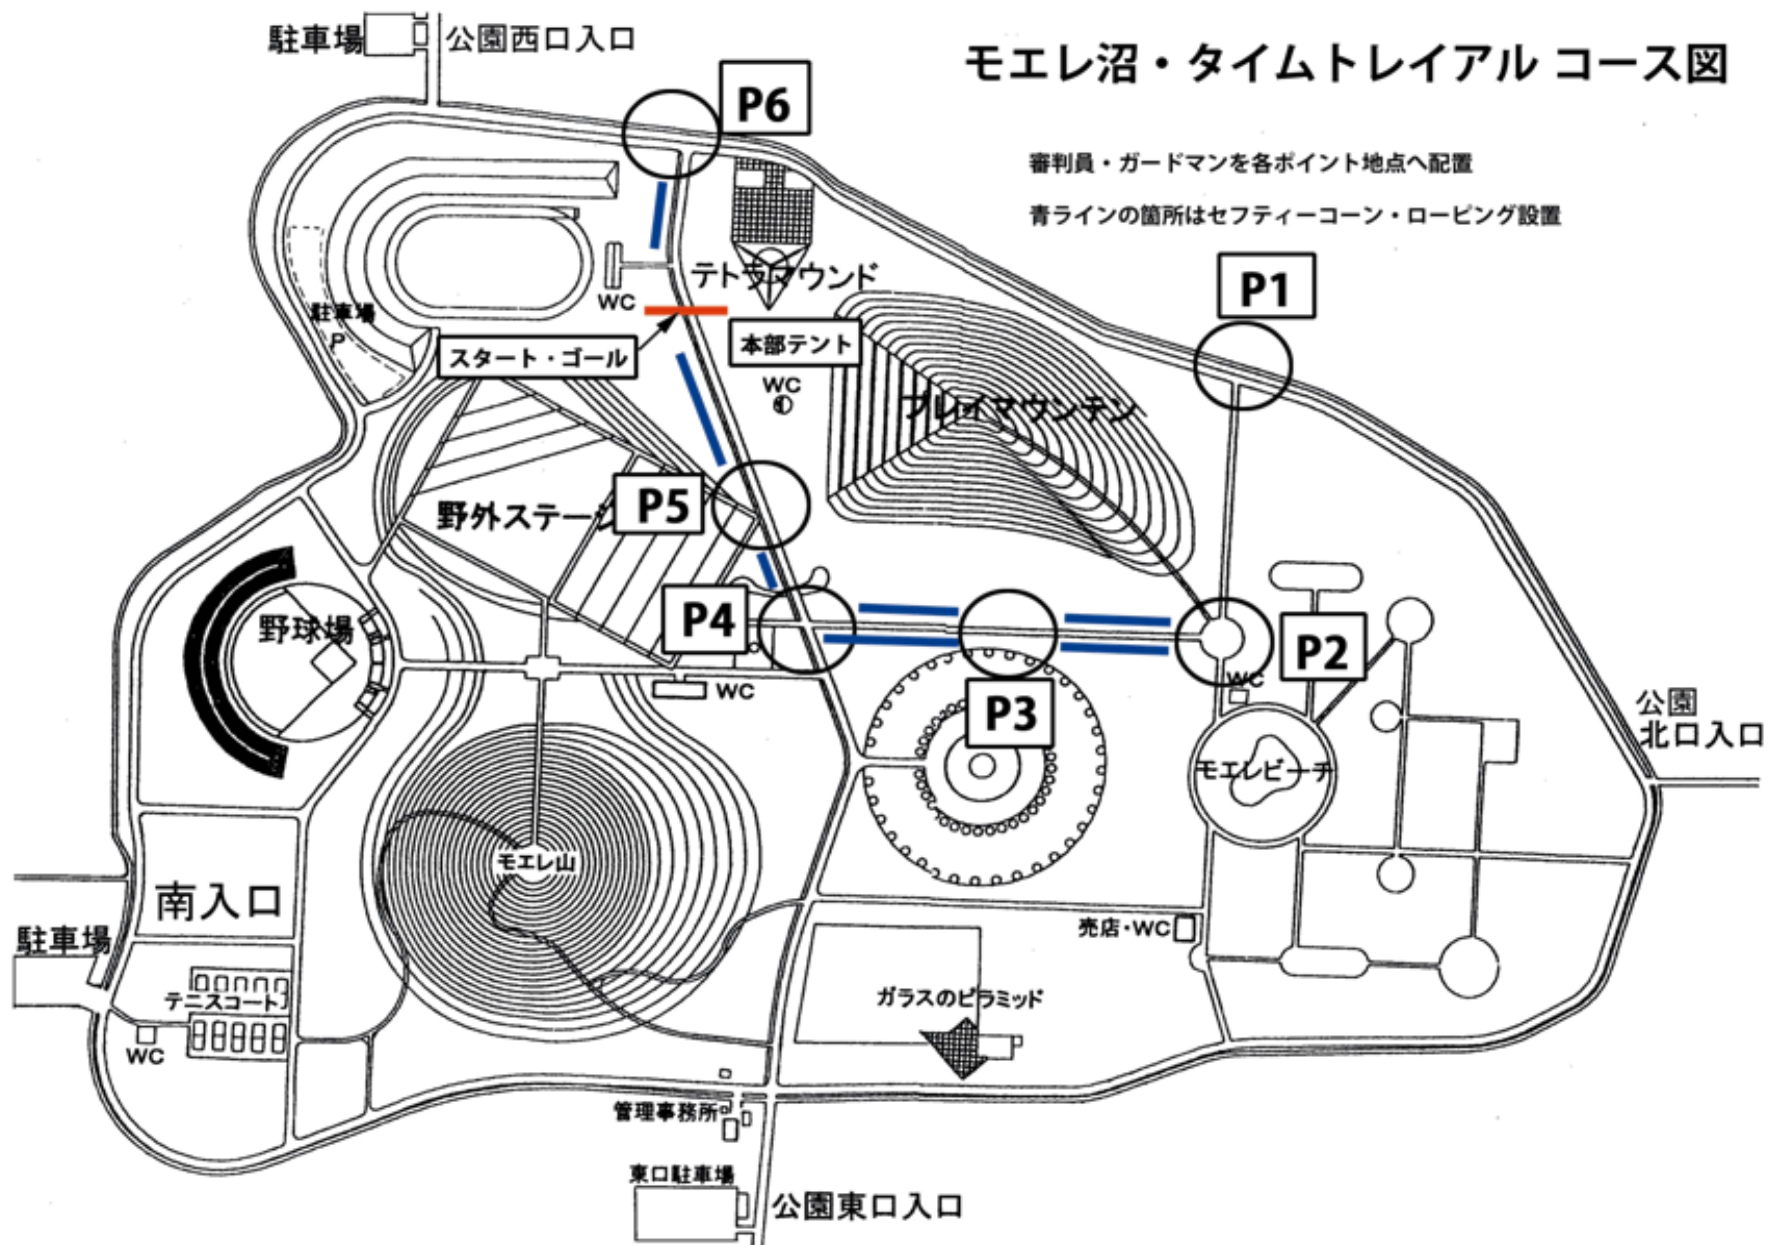 駐車場
公園西口入口
モエレ沼・タイムトレイアル コース図
P6
審判員・ガードマンを各ポイント地点へ配置
青ラインの箇所はセフティーコーン・ローピング設置
テトラマウンド
P1
WC
駐車場
P
スタート・ゴール
本部テント
WC
プレイマウンテン
P5
野外ステージ
P4
野球場
P2
WC
WC
P3
公園
北口入口
モエレビーチ
モエレ山
南入口
売店・WC
駐車場
テニスコート
ガラスのピラミッド
WC
管理事務所
東口駐車場
公園東口入口